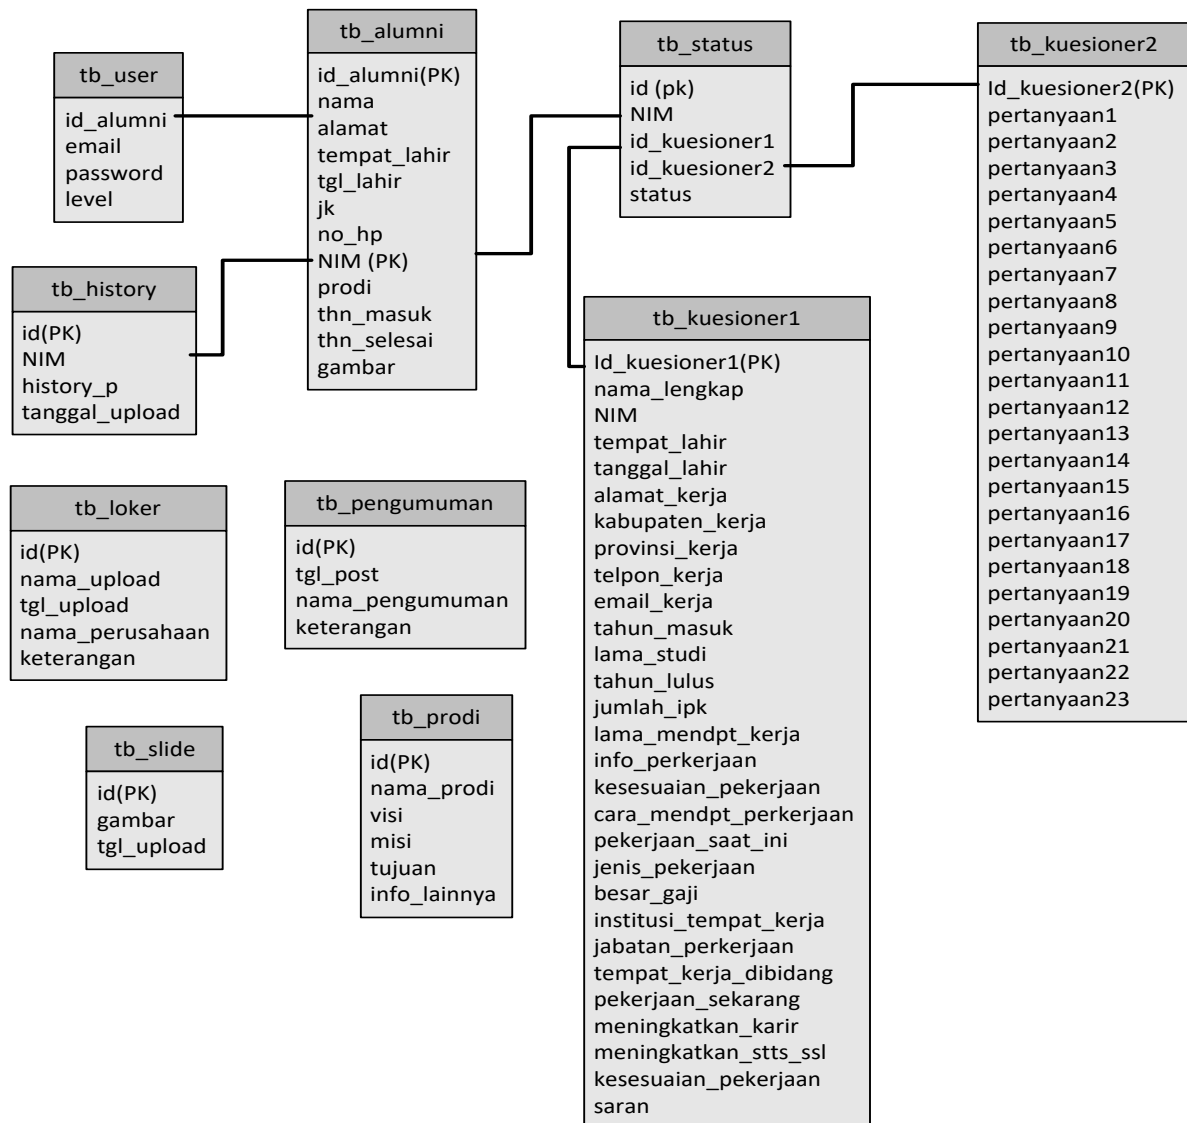 tb_user
id_alumni
email
password
level
tb_alumni
id_alumni(PK)
nama
alamat
tempat_lahir
tgl_lahir
jk
no_hp
NIM (PK)
prodi
thn_masuk
thn_selesai
gambar
tb_status
id (pk)
NIM
id_kuesioner1
id_kuesioner2
status
tb_kuesioner2
Id_kuesioner2(PK)
pertanyaan1
pertanyaan2
pertanyaan3
pertanyaan4
pertanyaan5
pertanyaan6
pertanyaan7
pertanyaan8
pertanyaan9
pertanyaan10
pertanyaan11
pertanyaan12
pertanyaan13
pertanyaan14
pertanyaan15
pertanyaan16
pertanyaan17
pertanyaan18
pertanyaan19
pertanyaan20
pertanyaan21
pertanyaan22
pertanyaan23
tb_history
id(PK)
NIM
history_p
tanggal_upload
tb_kuesioner1
Id_kuesioner1(PK)
nama_lengkap
NIM
tempat_lahir
tanggal_lahir
alamat_kerja
kabupaten_kerja
provinsi_kerja
telpon_kerja
email_kerja
tahun_masuk
lama_studi
tahun_lulus
jumlah_ipk
lama_mendpt_kerja
info_perkerjaan
kesesuaian_pekerjaan
cara_mendpt_perkerjaan
pekerjaan_saat_ini
jenis_pekerjaan
besar_gaji
institusi_tempat_kerja
jabatan_perkerjaan
tempat_kerja_dibidang
pekerjaan_sekarang
meningkatkan_karir
meningkatkan_stts_ssl
kesesuaian_pekerjaan
saran
tb_loker
id(PK)
nama_upload
tgl_upload
nama_perusahaan
keterangan
tb_pengumuman
id(PK)
tgl_post
nama_pengumuman
keterangan
tb_slide
id(PK)
gambar
tgl_upload
tb_prodi
id(PK)
nama_prodi
visi
misi
tujuan
info_lainnya